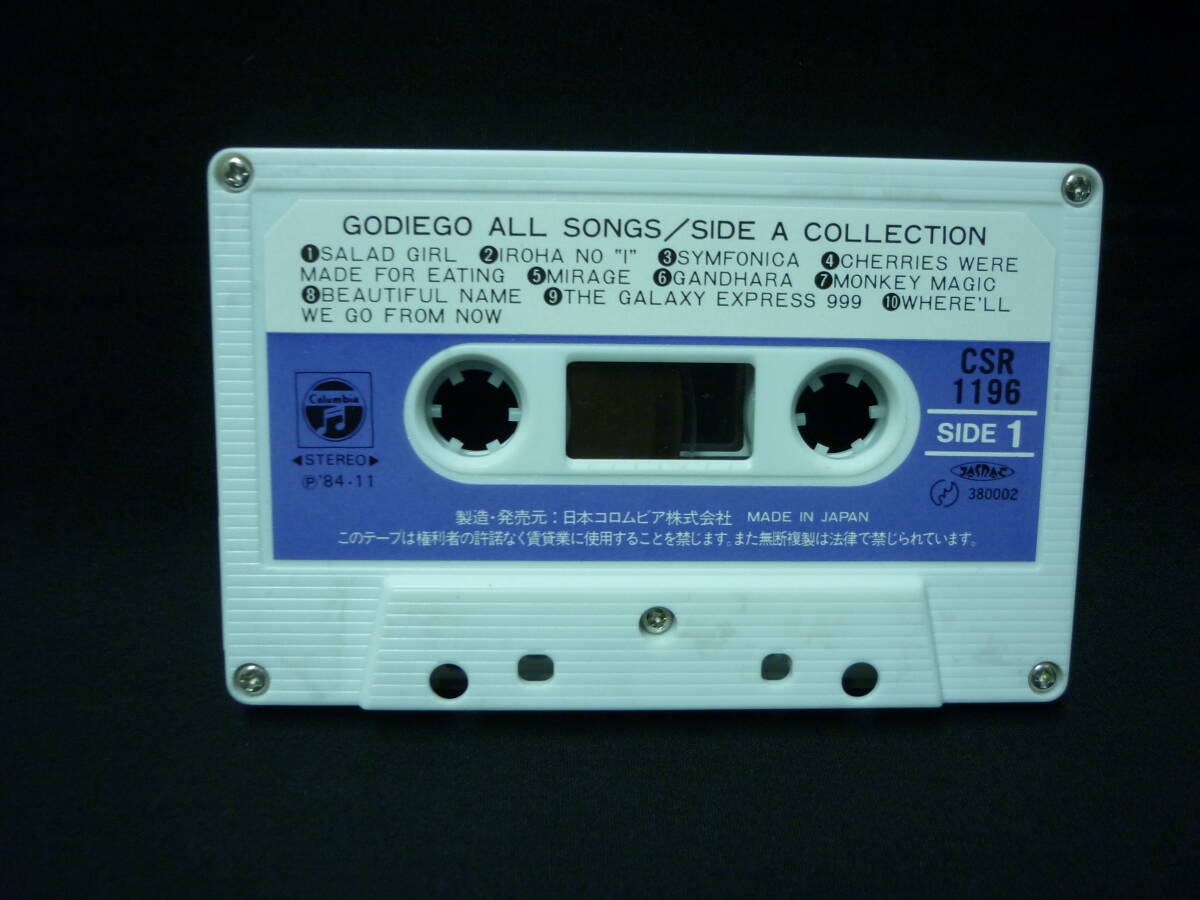 GODIEGO ALL SONGS/SIDE A COLLECTION
❶SALAD GIRL ❷IROHA NO "I" ❸SYMFONICA ❹CHERRIES WERE
MADE FOR EATING ❺MIRAGE ❻GANDHARA ❼MONKEY MAGIC
❽BEAUTIFUL NAME ❾THE GALAXY EXPRESS 999 ❿WHERE'LL
WE GO FROM NOW
Columbia
◀STEREO▶
Ⓟ'84・11
CSR
1196
SIDE 1
JASRAC
380002
製造・発売元：日本コロムビア株式会社 MADE IN JAPAN
このテープは権利者の許諾なく賃貸業に使用することを禁じます。また無断複製は法律で禁じられています。